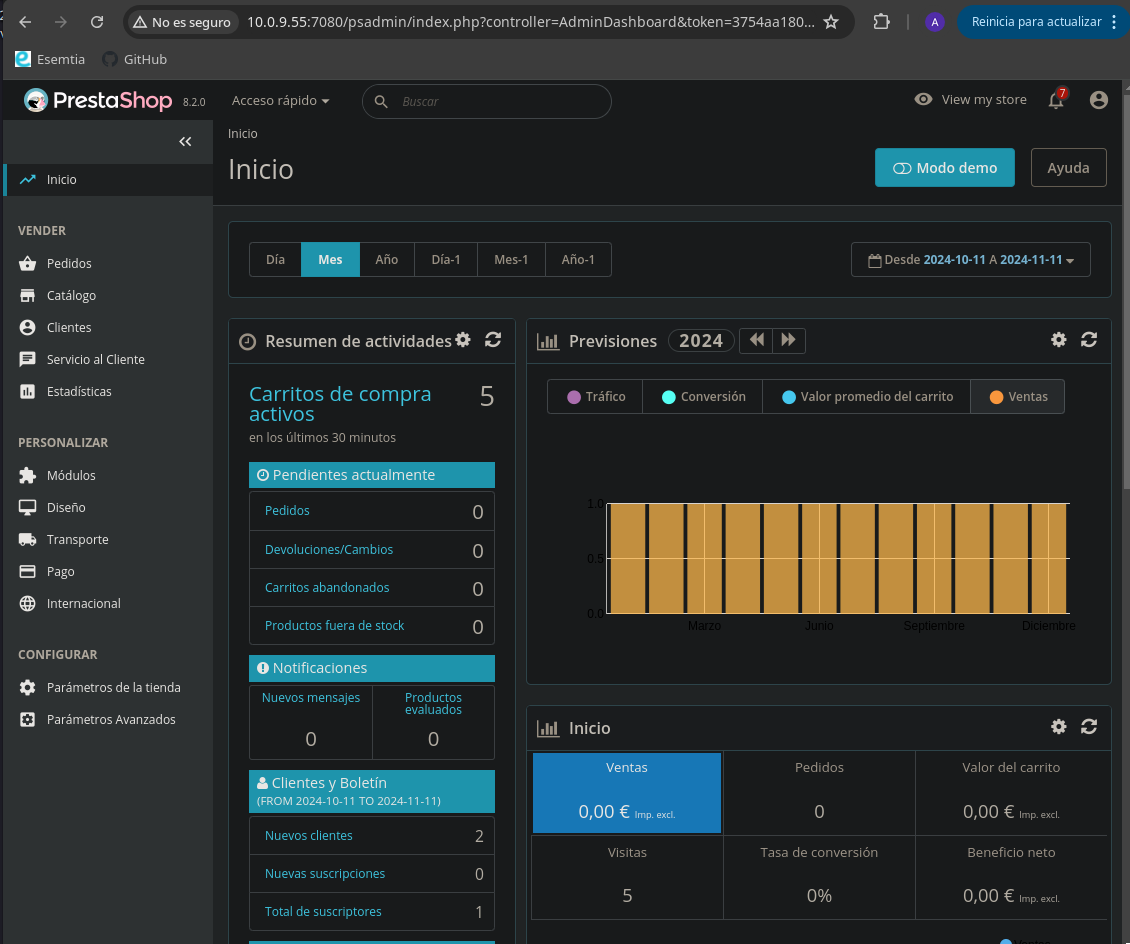 No es seguro
10.0.9.55:7080/psadmin/index.php?controller=AdminDashboard&token=3754aa180...
A
Reinicia para actualizar
Esemtia
GitHub
PrestaShop
8.2.0
Acceso rápido
Buscar
View my store
7
Inicio
Inicio
Modo demo
Ayuda
Inicio
VENDER
Pedidos
Catálogo
Clientes
Servicio al Cliente
Estadísticas
PERSONALIZAR
Módulos
Diseño
Transporte
Pago
Internacional
CONFIGURAR
Parámetros de la tienda
Parámetros Avanzados
Día
Mes
Año
Día-1
Mes-1
Año-1
Desde 2024-10-11 A 2024-11-11
Resumen de actividades
Carritos de compra
activos
5
en los últimos 30 minutos
Pendientes actualmente
Pedidos 0
Devoluciones/Cambios 0
Carritos abandonados 0
Productos fuera de stock 0
Notificaciones
Nuevos mensajes
0
Productos
evaluados
0
Clientes y Boletín
(FROM 2024-10-11 TO 2024-11-11)
Nuevos clientes 2
Nuevas suscripciones 0
Total de suscriptores 1
Previsiones
2024
Tráfico
Conversión
Valor promedio del carrito
Ventas
1.0
0.5
0.0
Marzo
Junio
Septiembre
Diciembre
Inicio
Ventas
0,00 € Imp. excl.
Pedidos
0
Valor del carrito
0,00 € Imp. excl.
Visitas
5
Tasa de conversión
0%
Beneficio neto
0,00 € Imp. excl.